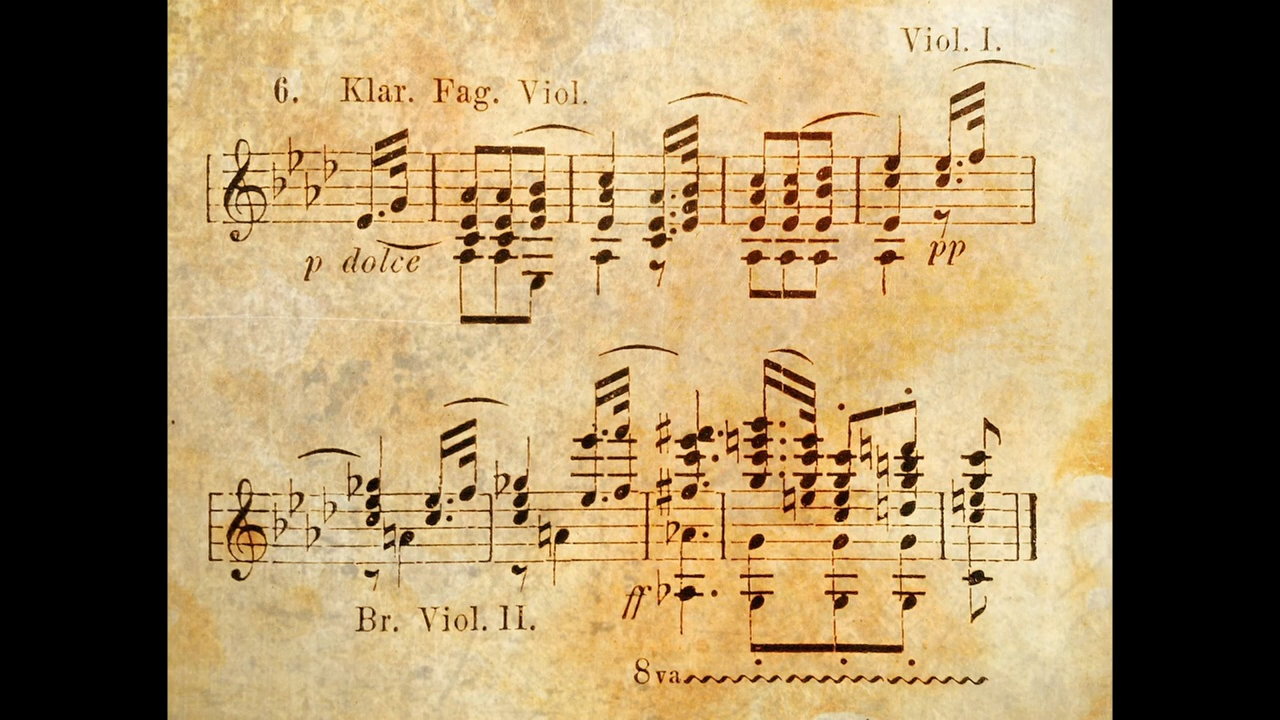 Viol. I.
6. Klar. Fag. Viol.
p dolce
pp
ff
Br. Viol. II.
8va